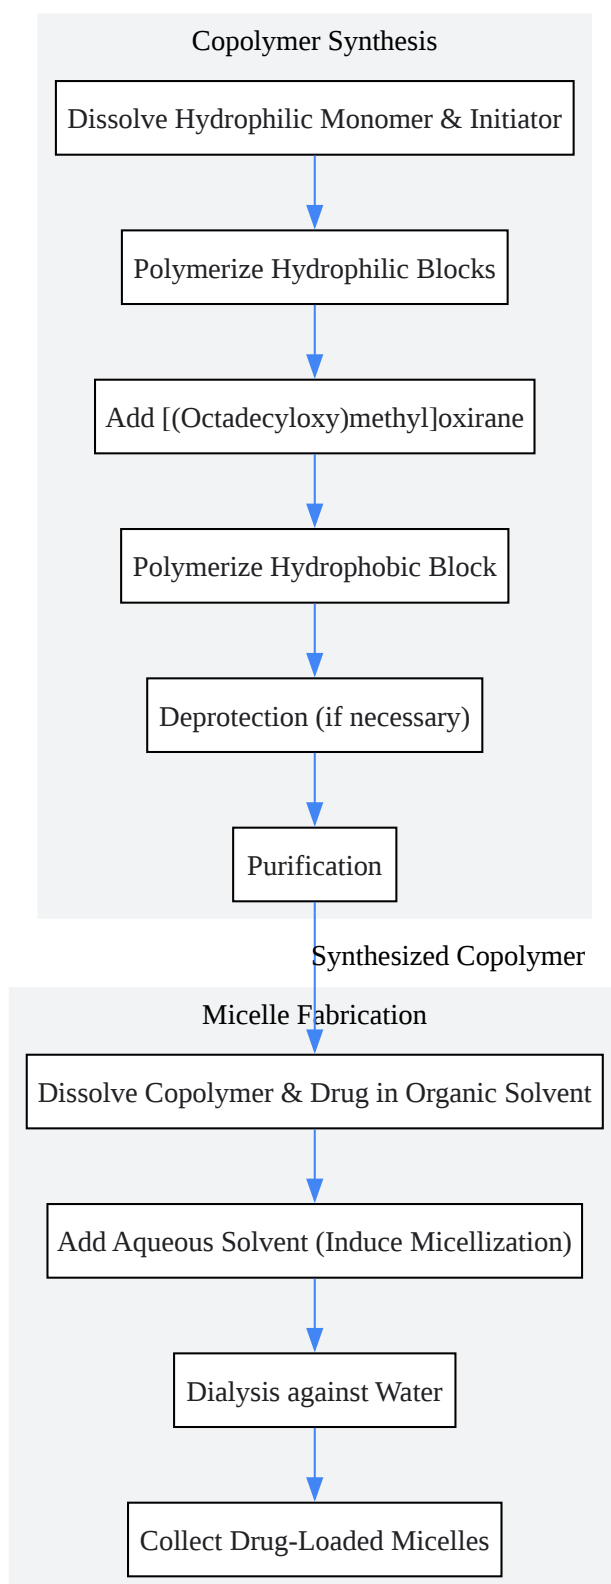 Copolymer Synthesis
Dissolve Hydrophilic Monomer & Initiator
Polymerize Hydrophilic Blocks
Add [(Octadecyloxy)methyl]oxirane
Polymerize Hydrophobic Block
Deprotection (if necessary)
Purification
Synthesized Copolymer
Micelle Fabrication
Dissolve Copolymer & Drug in Organic Solvent
Add Aqueous Solvent (Induce Micellization)
Dialysis against Water
Collect Drug-Loaded Micelles